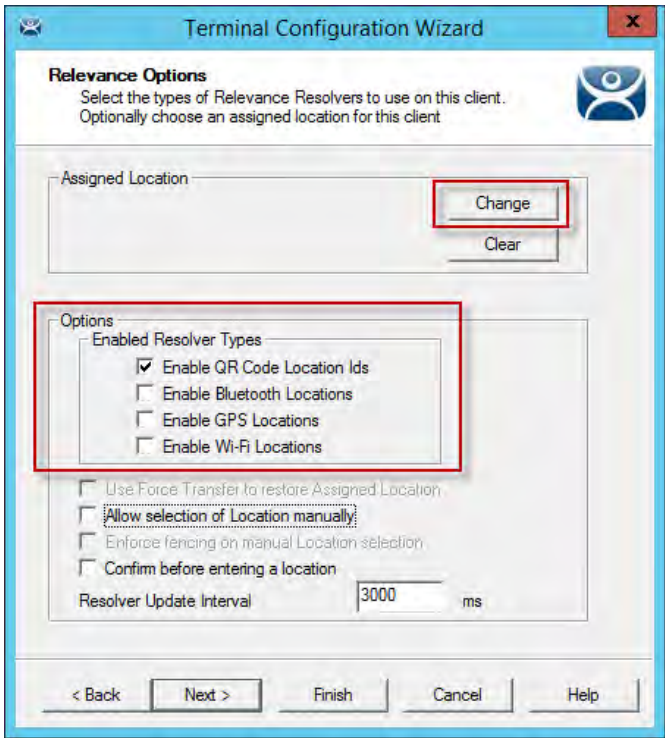 Terminal Configuration Wizard
x
Relevance Options
Select the types of Relevance Resolvers to use on this client.
Optionally choose an assigned location for this client
Assigned Location
Change
Clear
Options
Enabled Resolver Types
Enable QR Code Location Ids
Enable Bluetooth Locations
Enable GPS Locations
Enable Wi-Fi Locations
Use Force Transfer to restore Assigned Location
Allow selection of Location manually
Enforce fencing on manual Location selection
Confirm before entering a location
Resolver Update Interval 3000 ms
< Back Next > Finish Cancel Help